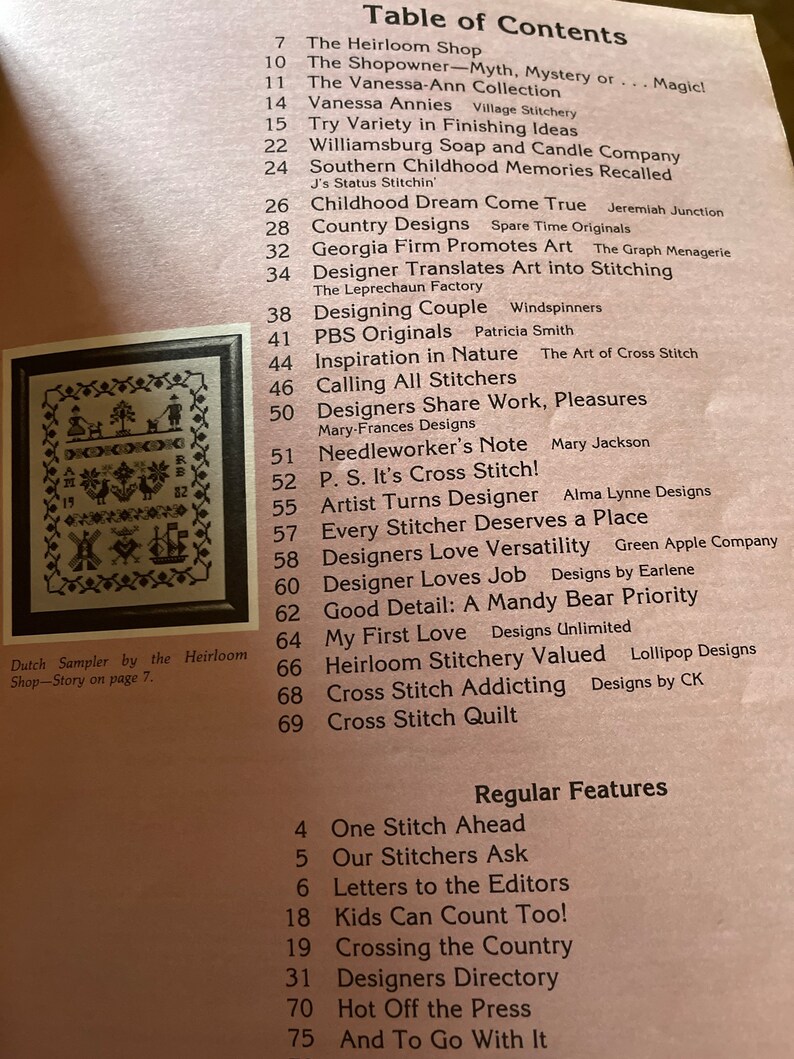 Table of Contents
7 The Heirloom Shop
10 The Shopowner—Myth, Mystery or . . . Magic!
11 The Vanessa-Ann Collection
14 Vanessa Annies Village Stitchery
15 Try Variety in Finishing Ideas
22 Williamsburg Soap and Candle Company
24 Southern Childhood Memories Recalled
J's Status Stitchin'
26 Childhood Dream Come True Jeremiah Junction
28 Country Designs Spare Time Originals
32 Georgia Firm Promotes Art The Graph Menagerie
34 Designer Translates Art into Stitching
The Leprechaun Factory
38 Designing Couple Windspinners
41 PBS Originals Patricia Smith
44 Inspiration in Nature The Art of Cross Stitch
46 Calling All Stitchers
50 Designers Share Work, Pleasures
Mary-Frances Designs
51 Needleworker's Note Mary Jackson
52 P. S. It's Cross Stitch!
55 Artist Turns Designer Alma Lynne Designs
57 Every Stitcher Deserves a Place
58 Designers Love Versatility Green Apple Company
60 Designer Loves Job Designs by Earlene
62 Good Detail: A Mandy Bear Priority
64 My First Love Designs Unlimited
66 Heirloom Stitchery Valued Lollipop Designs
68 Cross Stitch Addicting Designs by CK
69 Cross Stitch Quilt
A R
M B
19 82
Dutch Sampler by the Heirloom
Shop—Story on page 7.
Regular Features
4 One Stitch Ahead
5 Our Stitchers Ask
6 Letters to the Editors
18 Kids Can Count Too!
19 Crossing the Country
31 Designers Directory
70 Hot Off the Press
75 And To Go With It